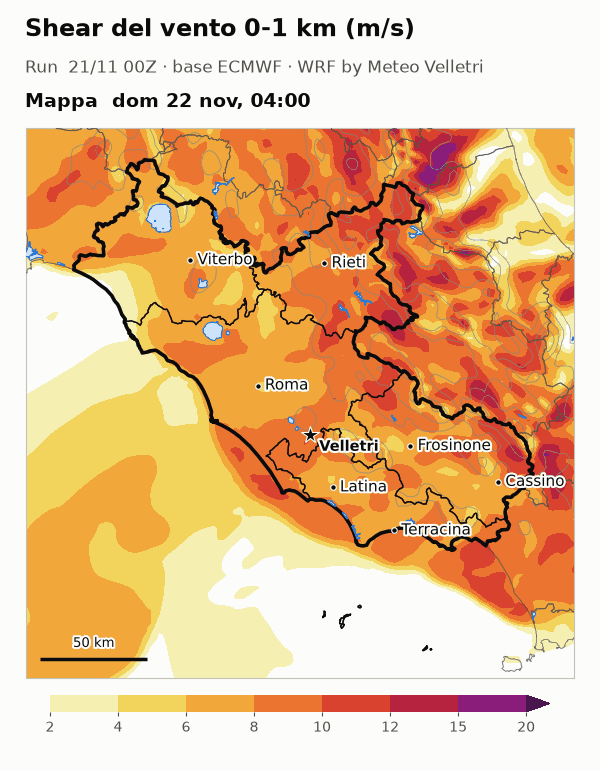 Shear del vento 0-1 km (m/s)
Run  21/11 00Z · base ECMWF · WRF by Meteo Velletri
Mappa  dom 22 nov, 04:00
Viterbo
Rieti
Roma
Velletri
Frosinone
Latina
Cassino
Terracina
50 km
2 4 6 8 10 12 15 20